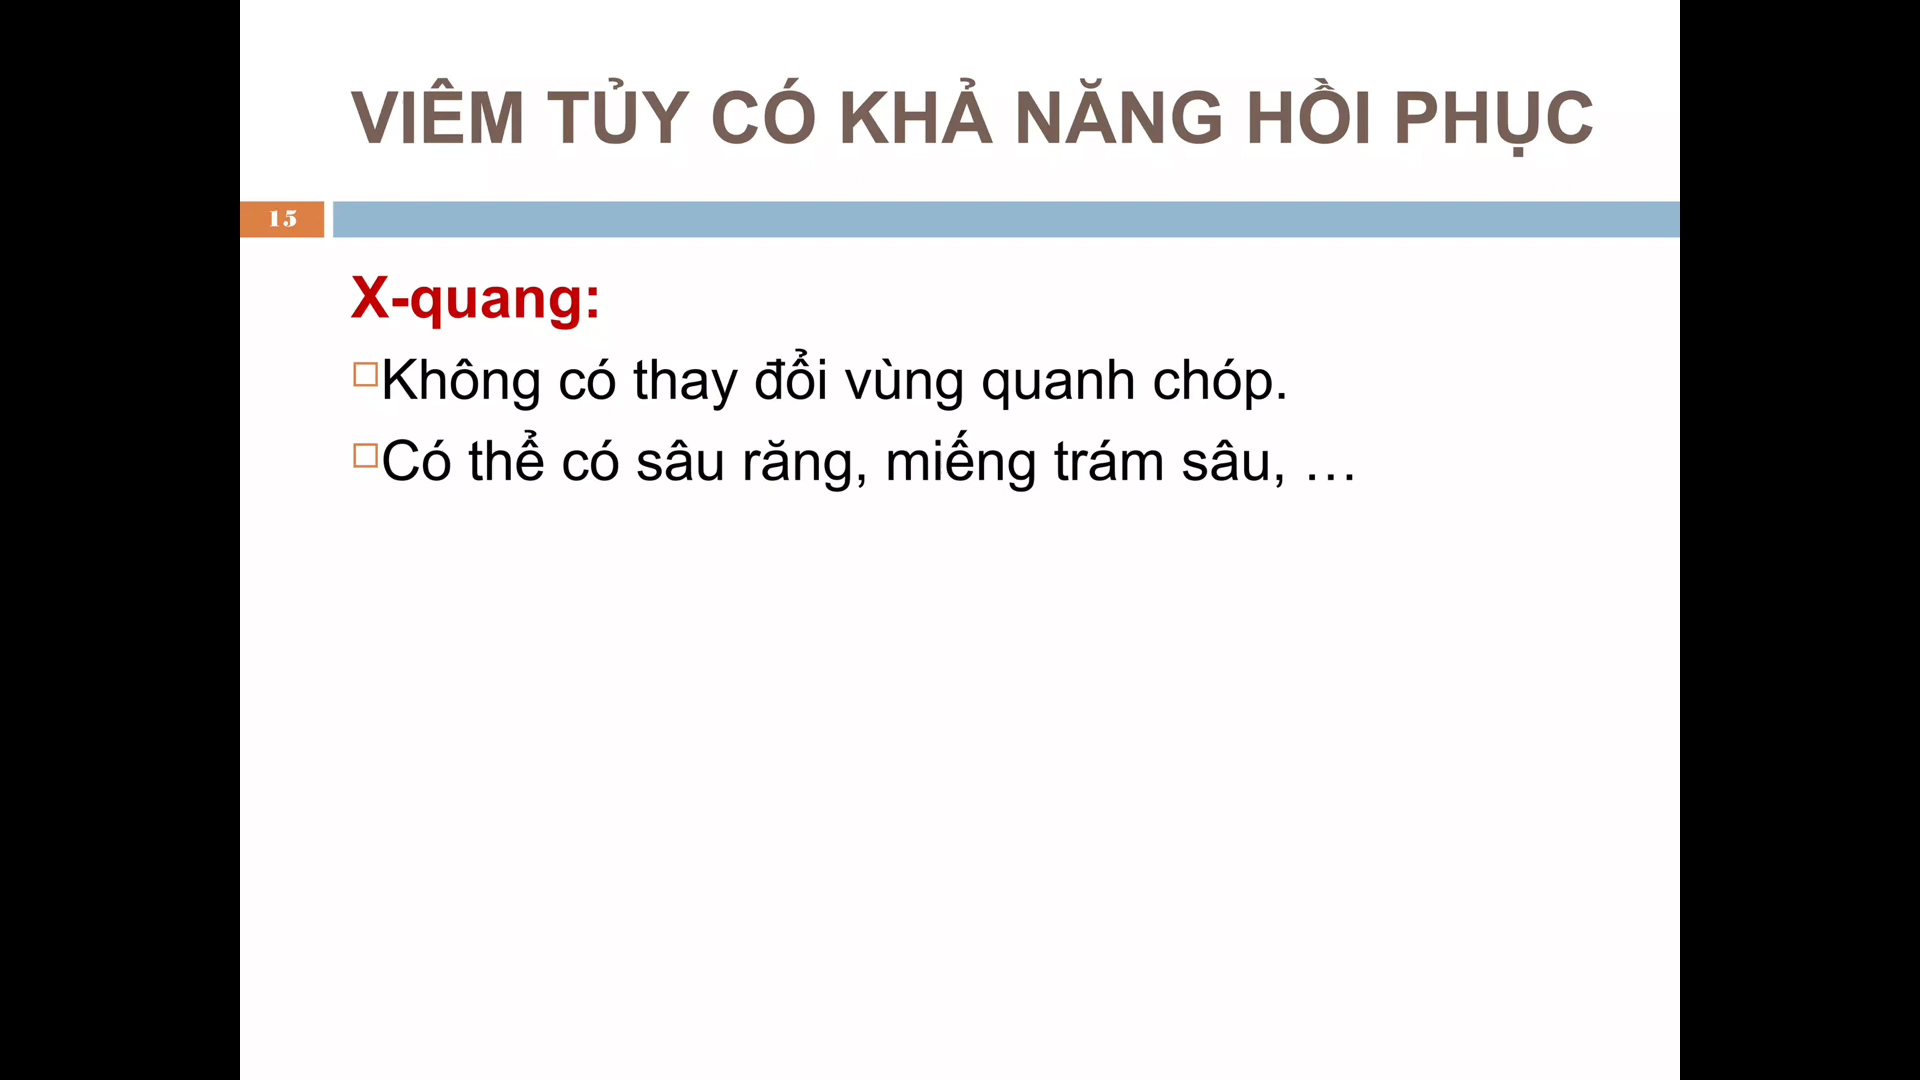 VIÊM TỦY CÓ KHẢ NĂNG HỒI PHỤC
15
X-quang:
Không có thay đổi vùng quanh chóp.
Có thể có sâu răng, miếng trám sâu, …